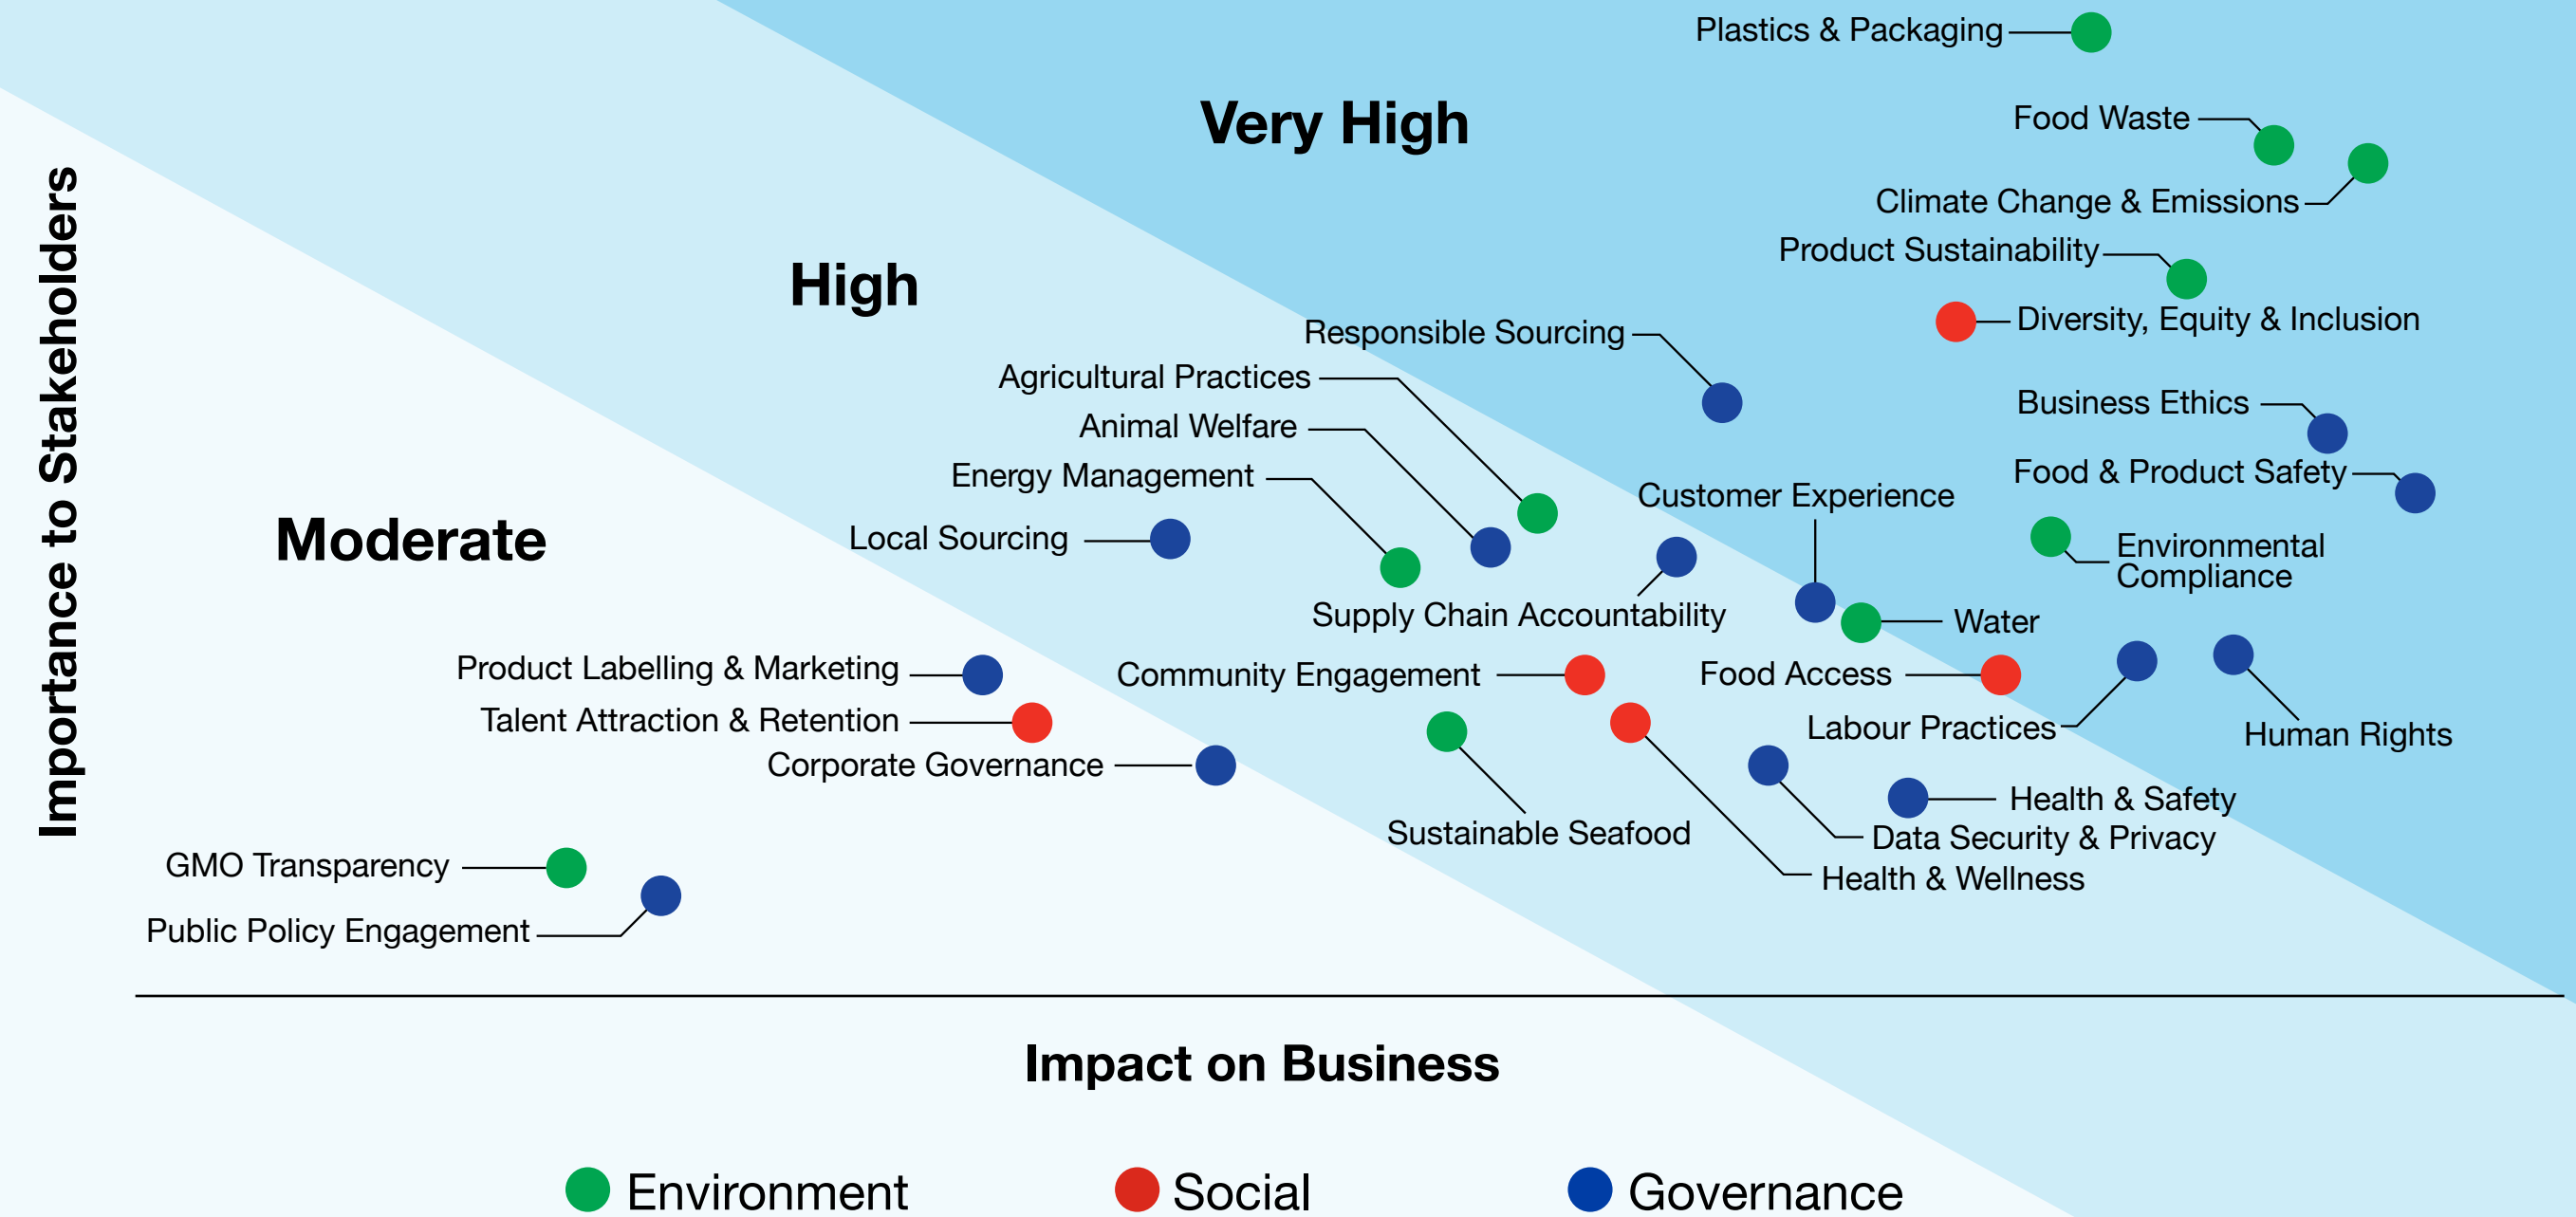 Plastics & Packaging
Very High
Food Waste
Climate Change & Emissions
Product Sustainability
High
Diversity, Equity & Inclusion
Responsible Sourcing
Agricultural Practices
Business Ethics
Animal Welfare
Energy Management
Food & Product Safety
Customer Experience
Importance to Stakeholders
Moderate
Local Sourcing
Environmental
Compliance
Supply Chain Accountability
Water
Product Labelling & Marketing
Community Engagement
Food Access
Talent Attraction & Retention
Labour Practices
Human Rights
Corporate Governance
Health & Safety
Sustainable Seafood
Data Security & Privacy
GMO Transparency
Health & Wellness
Public Policy Engagement
Impact on Business
Environment
Social
Governance